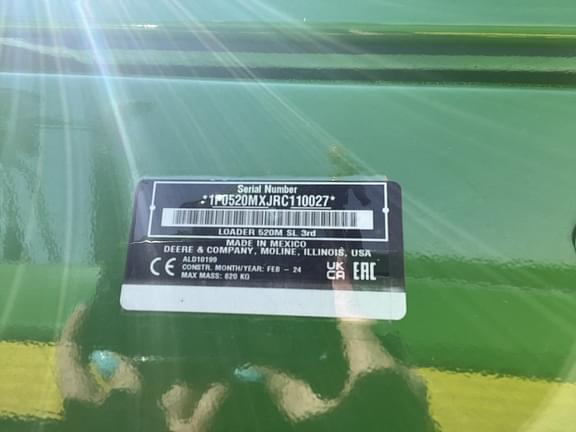 Serial Number
*1P0520MXJRC110027*
LOADER 520M SL 3rd
MADE IN MEXICO
DEERE & COMPANY, MOLINE, ILLINOIS, USA
ALD10199
CONSTR. MONTH/YEAR: FEB - 24
MAX MASS: 620 KG
CE
UK
CA
EAC